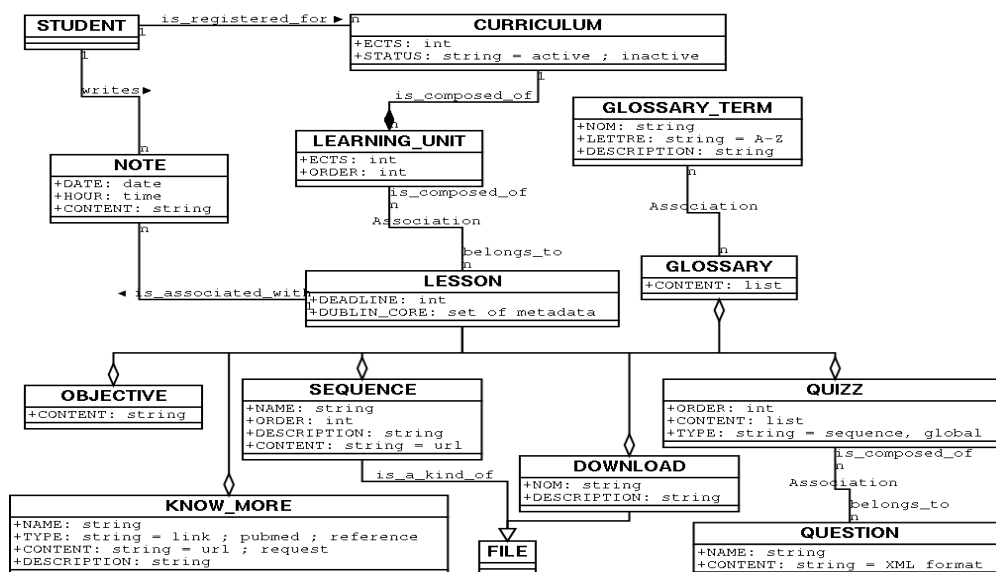 STUDENT
is_registered_for ► n
1
CURRICULUM
+ECTS: int
+STATUS: string = active ; inactive
1
1
writes►
is_composed_of
n
LEARNING_UNIT
+ECTS: int
+ORDER: int
GLOSSARY_TERM
+NOM: string
+LETTRE: string = A-Z
+DESCRIPTION: string
n
n
NOTE
+DATE: date
+HOUR: time
+CONTENT: string
n
is_composed_of
n
Association
belongs_to
n
Association
n
GLOSSARY
+CONTENT: list
◄ is_associated_with
1
LESSON
+DEADLINE: int
+DUBLIN_CORE: set of metadata
OBJECTIVE
+CONTENT: string
SEQUENCE
+NAME: string
+ORDER: int
+DESCRIPTION: string
+CONTENT: string = url
QUIZZ
+ORDER: int
+CONTENT: list
+TYPE: string = sequence, global
is_a_kind_of
DOWNLOAD
+NOM: string
+DESCRIPTION: string
is_composed_of
n
Association
belongs_to
n
KNOW_MORE
+NAME: string
+TYPE: string = link ; pubmed ; reference
+CONTENT: string = url ; request
+DESCRIPTION: string
FILE
QUESTION
+NAME: string
+CONTENT: string = XML format